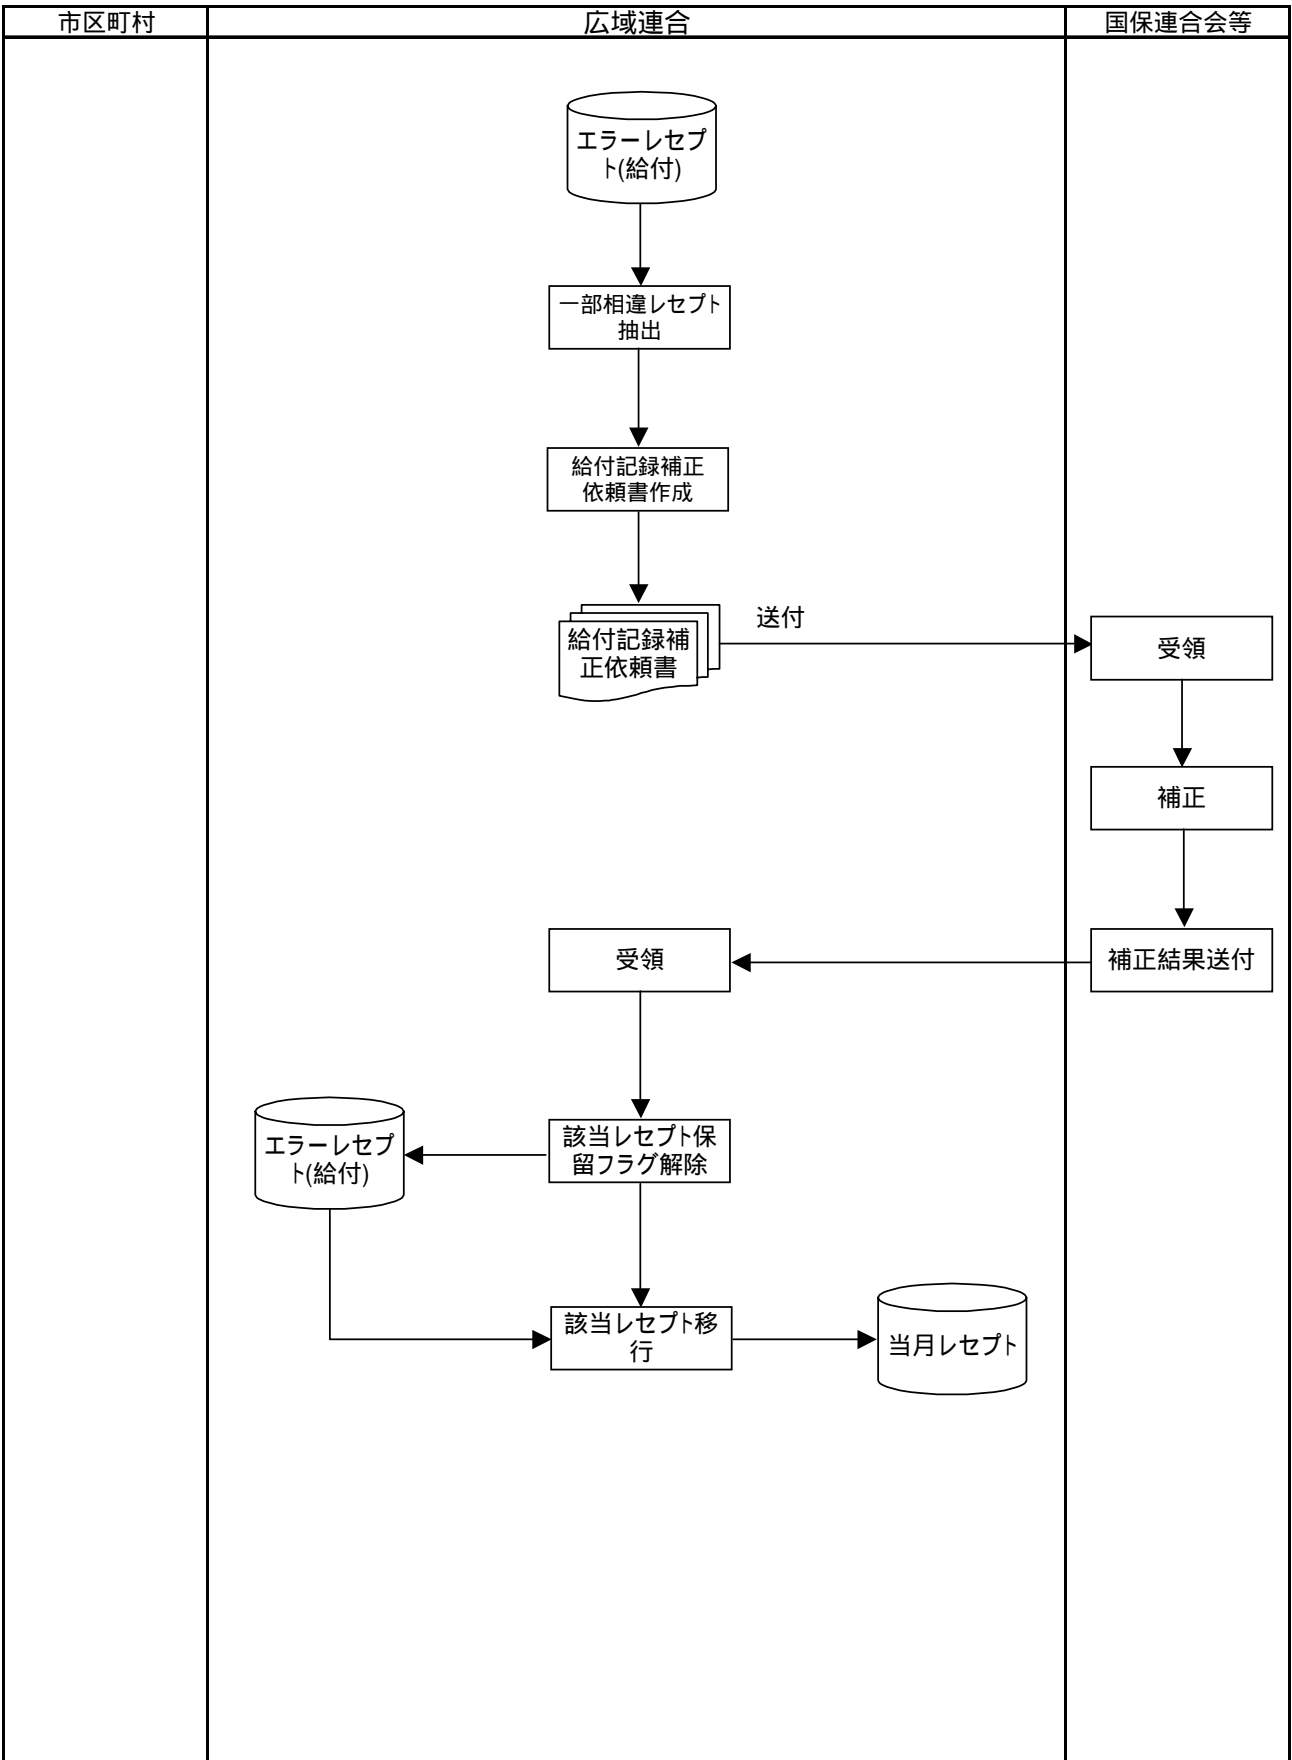 市区町村
広域連合
国保連合会等
エラーレセプ
ト(給付)
一部相違レセプト
抽出
給付記録補正
依頼書作成
給付記録補
正依頼書
送付
受領
補正
補正結果送付
受領
該当レセプト保
留フラグ解除
エラーレセプ
ト(給付)
該当レセプト移
行
当月レセプト